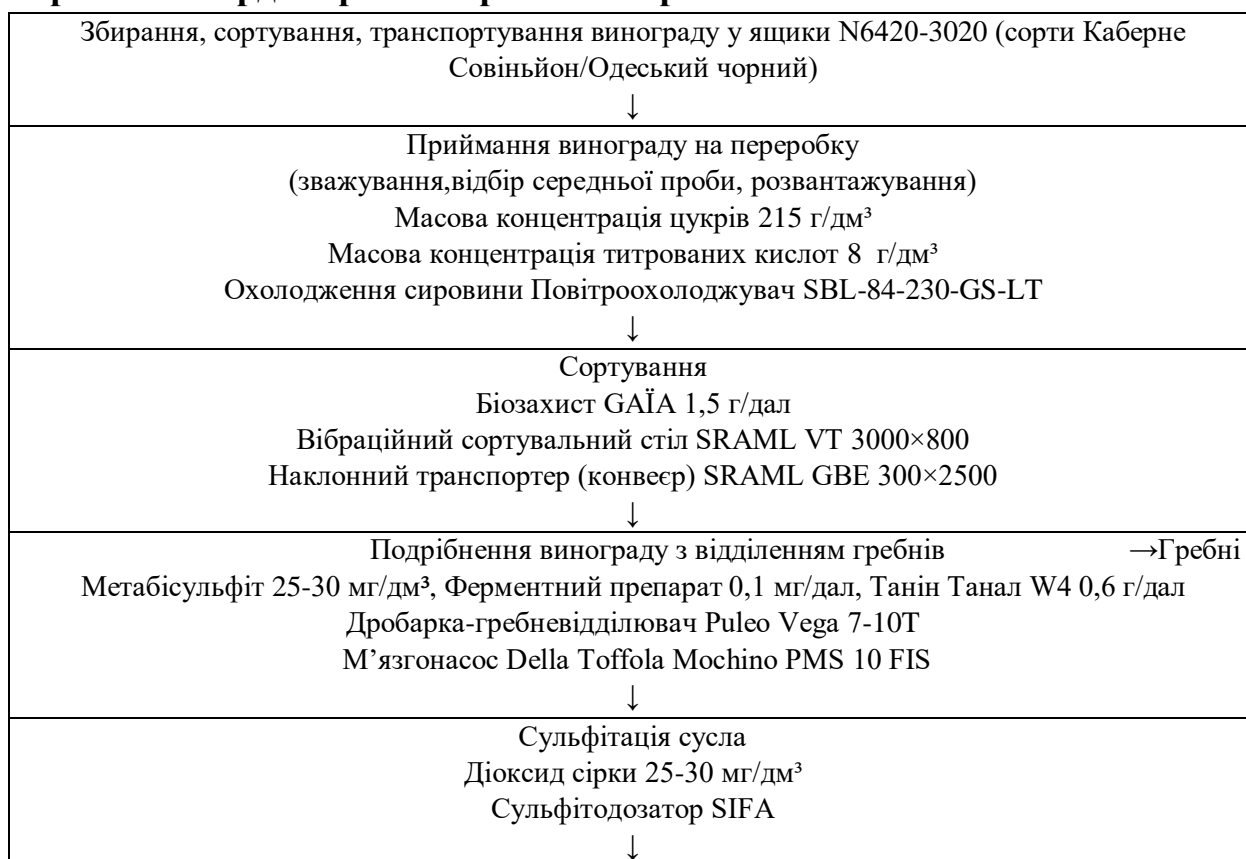 Збирання, сортування, транспортування винограду у ящики N6420-3020 (сорти Каберне
Совіньйон/Одеський чорний)
↓
Приймання винограду на переробку
(зважування,відбір середньої проби, розвантажування)
Масова концентрація цукрів 215 г/дм³
Масова концентрація титрованих кислот 8 г/дм³
Охолодження сировини Повітроохолоджувач SBL-84-230-GS-LT
↓
Сортування
Біозахист GAÏA 1,5 г/дал
Вібраційний сортувальний стіл SRAML VT 3000×800
Наклонний транспортер (конвеєр) SRAML GBE 300×2500
↓
Подрібнення винограду з відділенням гребнів →Гребні
Метабісульфіт 25-30 мг/дм³, Ферментний препарат 0,1 мг/дал, Танін Танал W4 0,6 г/дал
Дробарка-гребневідділювач Puleo Vega 7-10T
М’язгонасос Della Toffola Mochino PMS 10 FIS
↓
Сульфітація сусла
Діоксид сірки 25-30 мг/дм³
Сульфітодозатор SIFA
↓